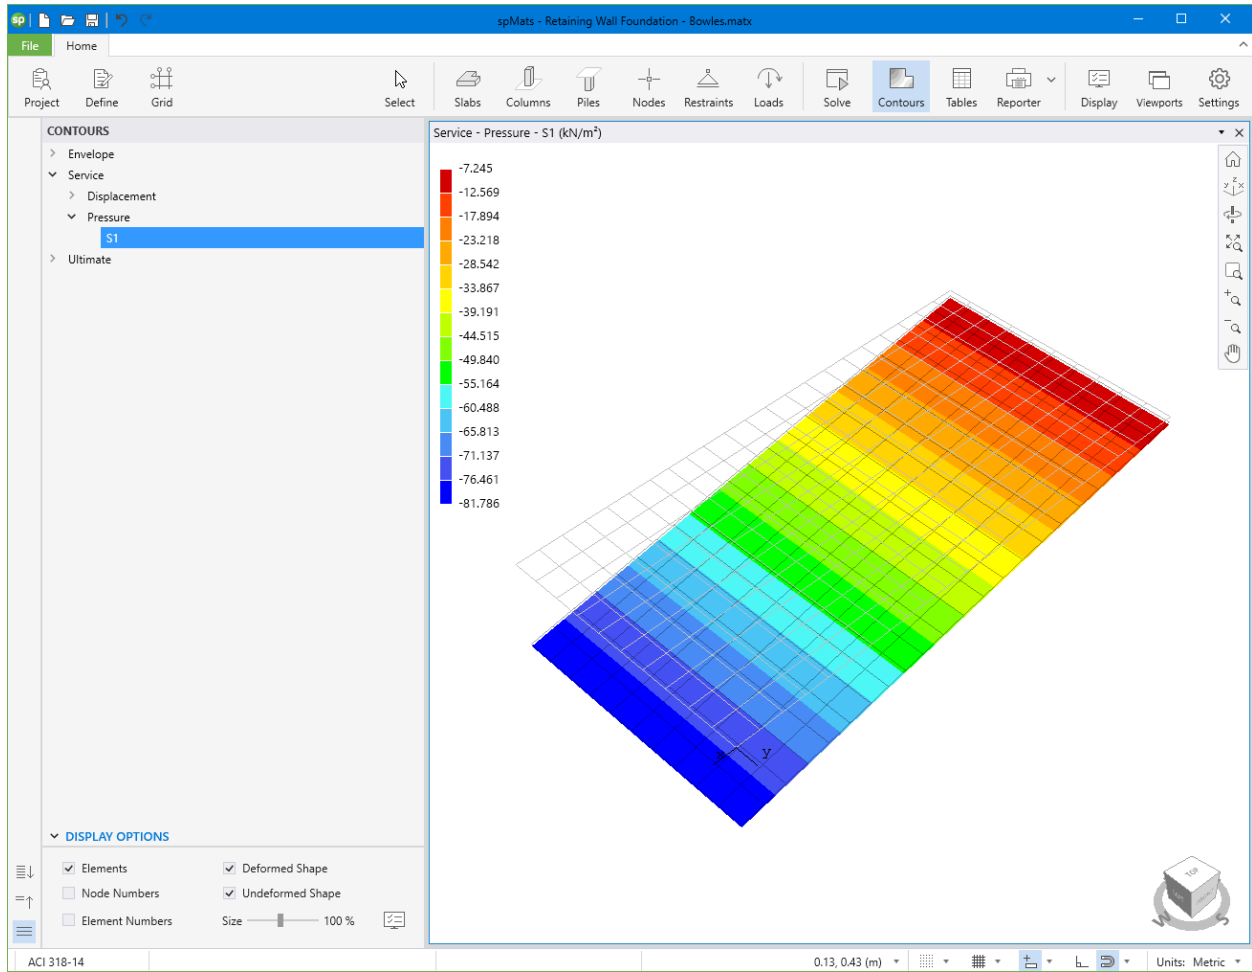 sp
spMats - Retaining Wall Foundation - Bowles.matx
File Home
Project Define Grid Select Slabs Columns Piles Nodes Restraints Loads Solve Contours Tables Reporter Display Viewports Settings
CONTOURS
Envelope
Service
Displacement
Pressure
S1
Ultimate
Service - Pressure - S1 (kN/m²)
-7.245
-12.569
-17.894
-23.218
-28.542
-33.867
-39.191
-44.515
-49.840
-55.164
-60.488
-65.813
-71.137
-76.461
-81.786
y
y z x
TOP
W S
DISPLAY OPTIONS
Elements Deformed Shape
Node Numbers Undeformed Shape
Element Numbers Size 100 %
ACI 318-14 0.13, 0.43 (m) Units: Metric